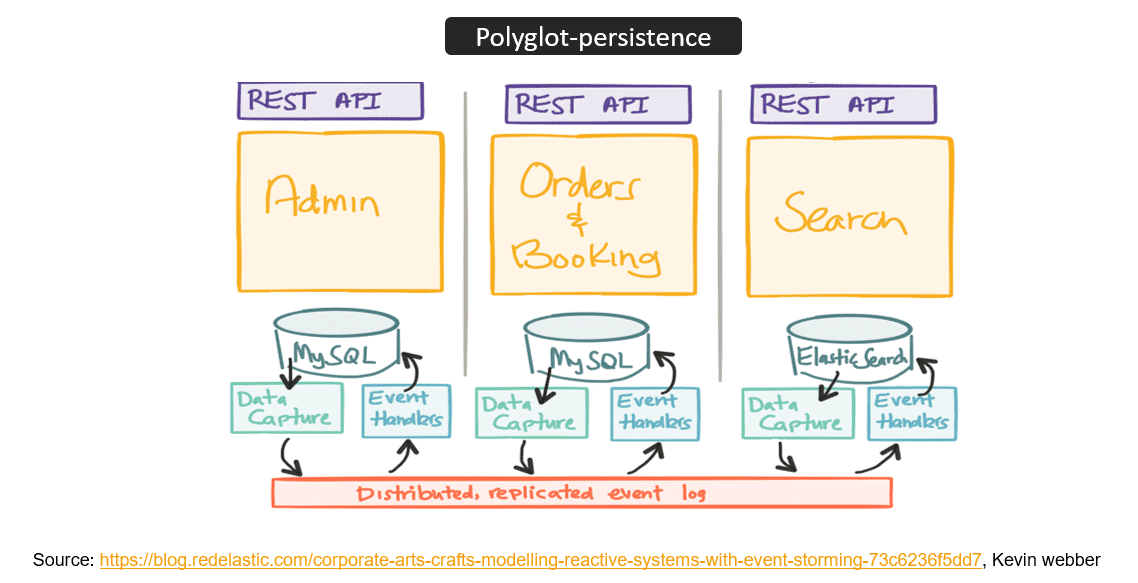 Polyglot-persistence
REST API
REST API
REST API
Admin
Orders
&
Booking
Search
MySQL
MySQL
Elastic Search
Data
Capture
Event
Handlers
Data
Capture
Event
Handlers
Data
Capture
Event
Handlers
Distributed, replicated event log
Source: https://blog.redelastic.com/corporate-arts-crafts-modelling-reactive-systems-with-event-storming-73c6236f5dd7, Kevin webber